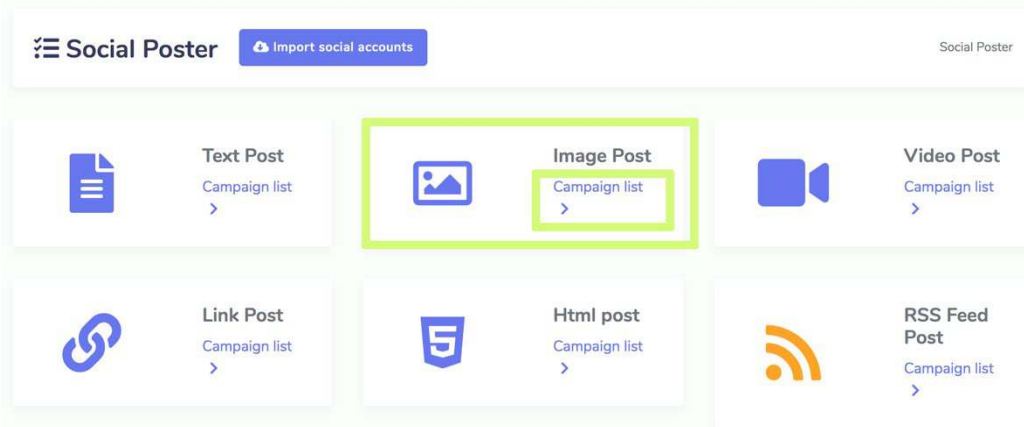 Social Poster
Import social accounts
Social Poster
Text Post
Campaign list
Image Post
Campaign list
Video Post
Campaign list
Link Post
Campaign list
Html post
Campaign list
RSS Feed
Post
Campaign list